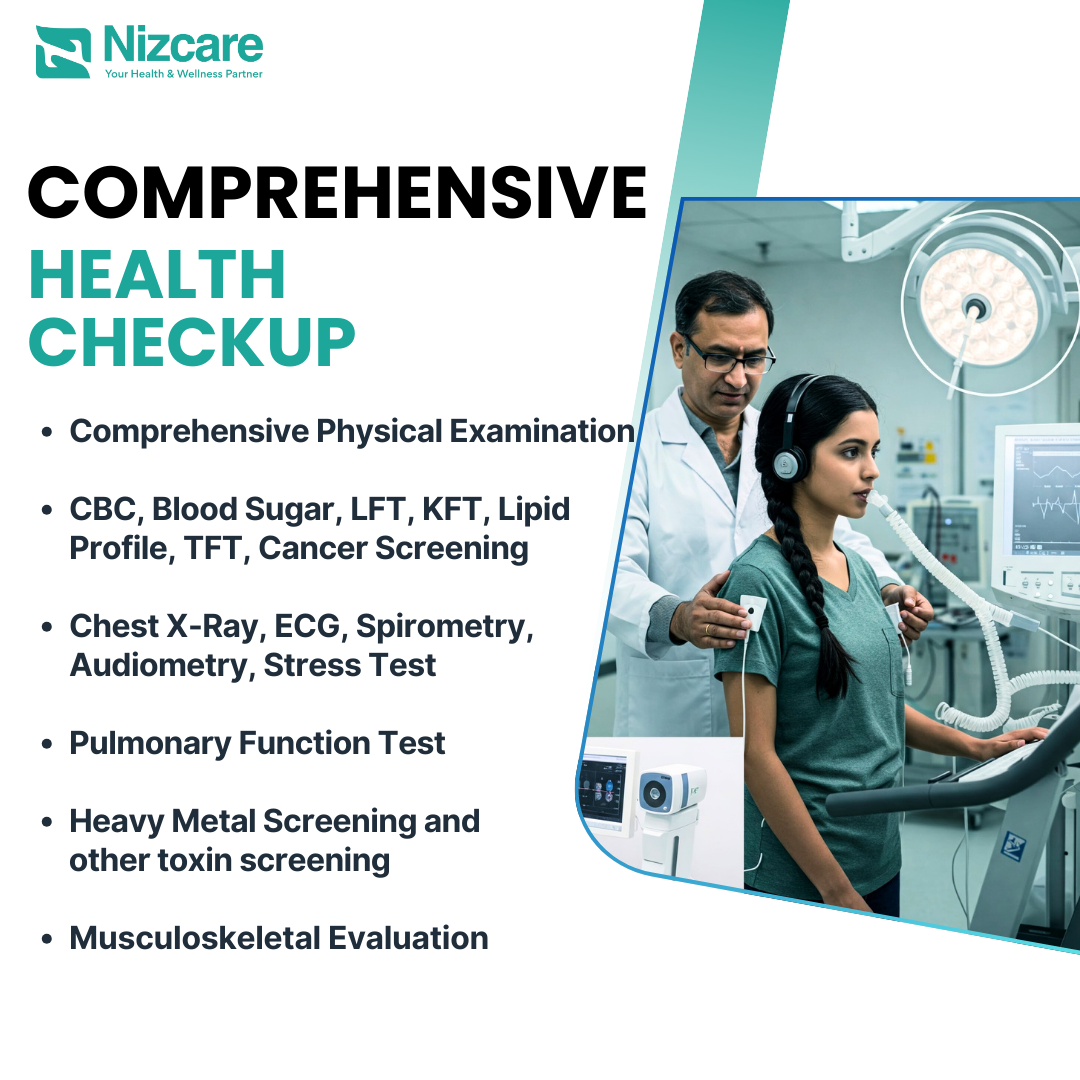 Nizcare
Your Health & Wellness Partner
COMPREHENSIVE
HEALTH
CHECKUP
• Comprehensive Physical Examination
• CBC, Blood Sugar, LFT, KFT, Lipid
Profile, TFT, Cancer Screening
• Chest X-Ray, ECG, Spirometry,
Audiometry, Stress Test
• Pulmonary Function Test
• Heavy Metal Screening and
other toxin screening
• Musculoskeletal Evaluation